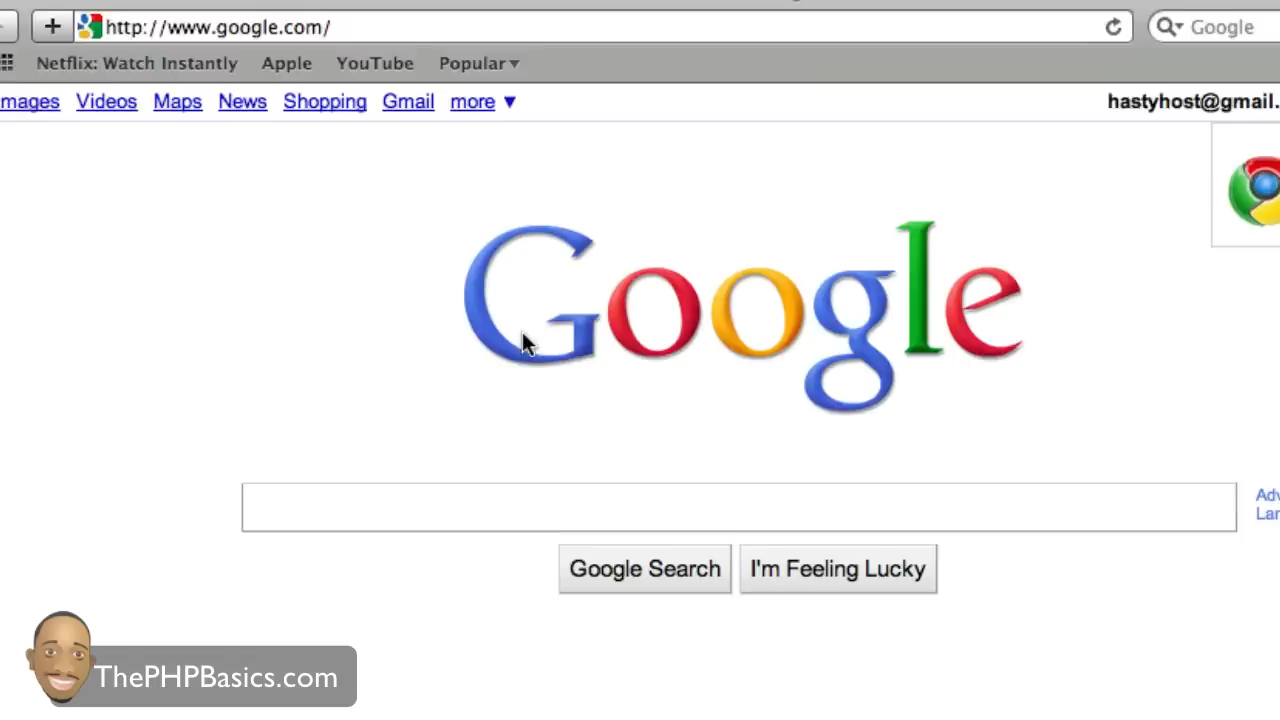 http://www.google.com/
Google
Netflix: Watch Instantly Apple YouTube Popular▼
mages Videos Maps News Shopping Gmail more ▼
hastyhost@gmail.
Google
Adv
Lan
Google Search I'm Feeling Lucky
ThePHPBasics.com